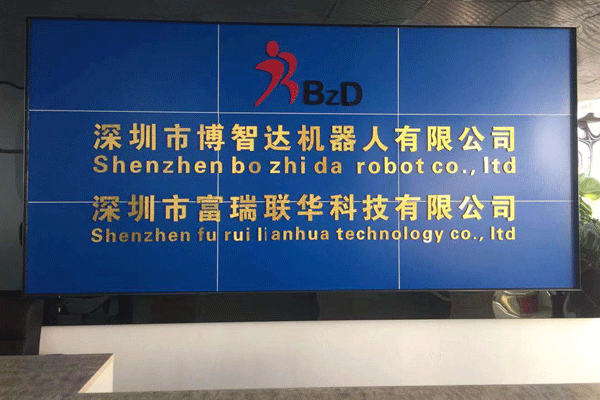 BzD
深圳市博智达机器人有限公司
Shenzhen bo zhi da robot co., ltd
深圳市富瑞联华科技有限公司
Shenzhen fu rui lianhua technology co., ltd